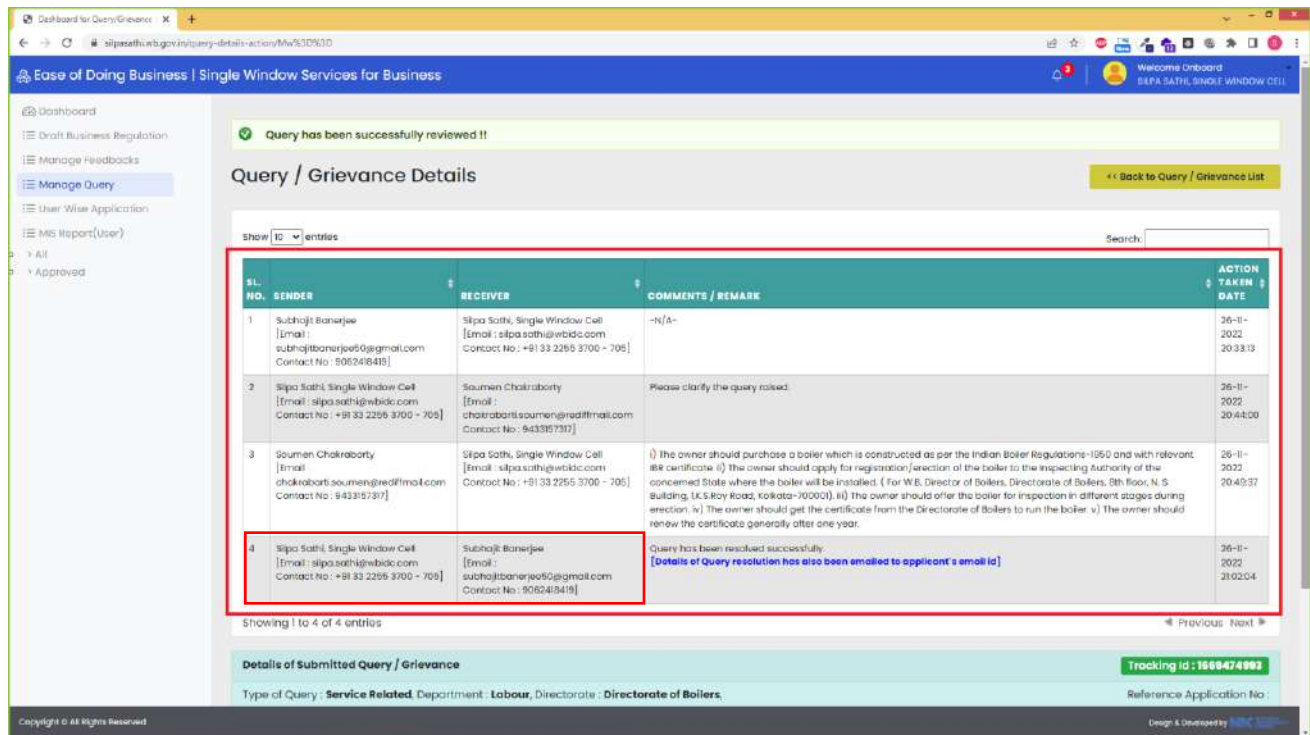 Dashboard for Query/Grievance X +
silpasathi.wb.gov.in/query-details-action/Mw%3D%3D
Ease of Doing Business | Single Window Services for Business
3
Welcome Onboard
SILPA SATHI, SINGLE WINDOW CELL
Dashboard
Draft Business Regulation
Manage Feedbacks
Manage Query
User Wise Application
MIS Report(User)
> All
> Approved
Query has been successfully reviewed !!
Query / Grievance Details
<< Back to Query / Grievance List
Show 10 entries
Search:
SL. NO. SENDER RECEIVER COMMENTS / REMARK ACTION TAKEN DATE
1 Subhojit Banerjee
[Email :
subhojitbanerjee50@gmail.com
Contact No : 9062418419]
Silpa Sathi, Single Window Cell
[Email : silpa.sathi@wbidc.com
Contact No : +91 33 2255 3700 - 705]
-N/A-
26-11-
2022
20:33:13
2 Silpa Sathi, Single Window Cell
[Email : silpa.sathi@wbidc.com
Contact No : +91 33 2255 3700 - 705]
Soumen Chakraborty
[Email :
chakrabarti.soumen@rediffmail.com
Contact No : 9433157317]
Please clarify the query raised.
26-11-
2022
20:44:00
3 Soumen Chakraborty
[Email :
chakrabarti.soumen@rediffmail.com
Contact No : 9433157317]
Silpa Sathi, Single Window Cell
[Email : silpa.sathi@wbidc.com
Contact No : +91 33 2255 3700 - 705]
i) The owner should purchase a boiler which is constructed as per the Indian Boiler Regulations-1950 and with relevant
IBR certificate. ii) The owner should apply for registration/erection of the boiler to the inspecting Authority of the
concerned State where the boiler will be installed. ( For W.B. Director of Boilers, Directorate of Boilers, 6th floor, N. S.
Building, 1,K.S.Roy Road, Kolkata-700001). iii) The owner should offer the boiler for inspection in different stages during
erection. iv) The owner should get the certificate from the Directorate of Boilers to run the boiler. v) The owner should
renew the certificate generally after one year.
26-11-
2022
20:49:37
4 Silpa Sathi, Single Window Cell
[Email : silpa.sathi@wbidc.com
Contact No : +91 33 2255 3700 - 705]
Subhojit Banerjee
[Email :
subhojitbanerjee50@gmail.com
Contact No : 9062418419]
Query has been resolved successfully.
[Details of Query resolution has also been emailed to applicant's email id]
26-11-
2022
21:02:04
Showing 1 to 4 of 4 entries
Previous Next
Details of Submitted Query / Grievance
Tracking Id : 1669474993
Type of Query : Service Related, Department : Labour, Directorate : Directorate of Boilers,
Reference Application No :
Copyright © All Rights Reserved
Design & Developed by